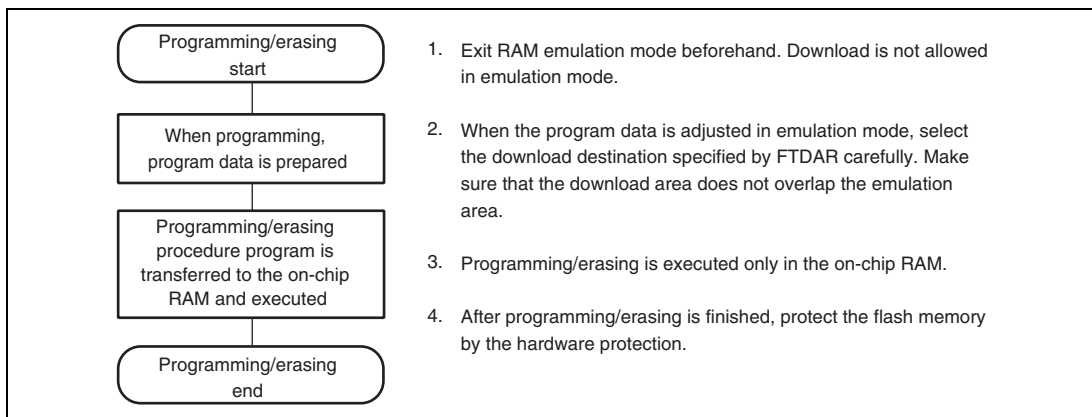 Programming/erasing
start
When programming,
program data is prepared
Programming/erasing
procedure program is
transferred to the on-chip
RAM and executed
Programming/erasing
end
1. Exit RAM emulation mode beforehand. Download is not allowed
in emulation mode.
2. When the program data is adjusted in emulation mode, select
the download destination specified by FTDAR carefully. Make
sure that the download area does not overlap the emulation
area.
3. Programming/erasing is executed only in the on-chip RAM.
4. After programming/erasing is finished, protect the flash memory
by the hardware protection.